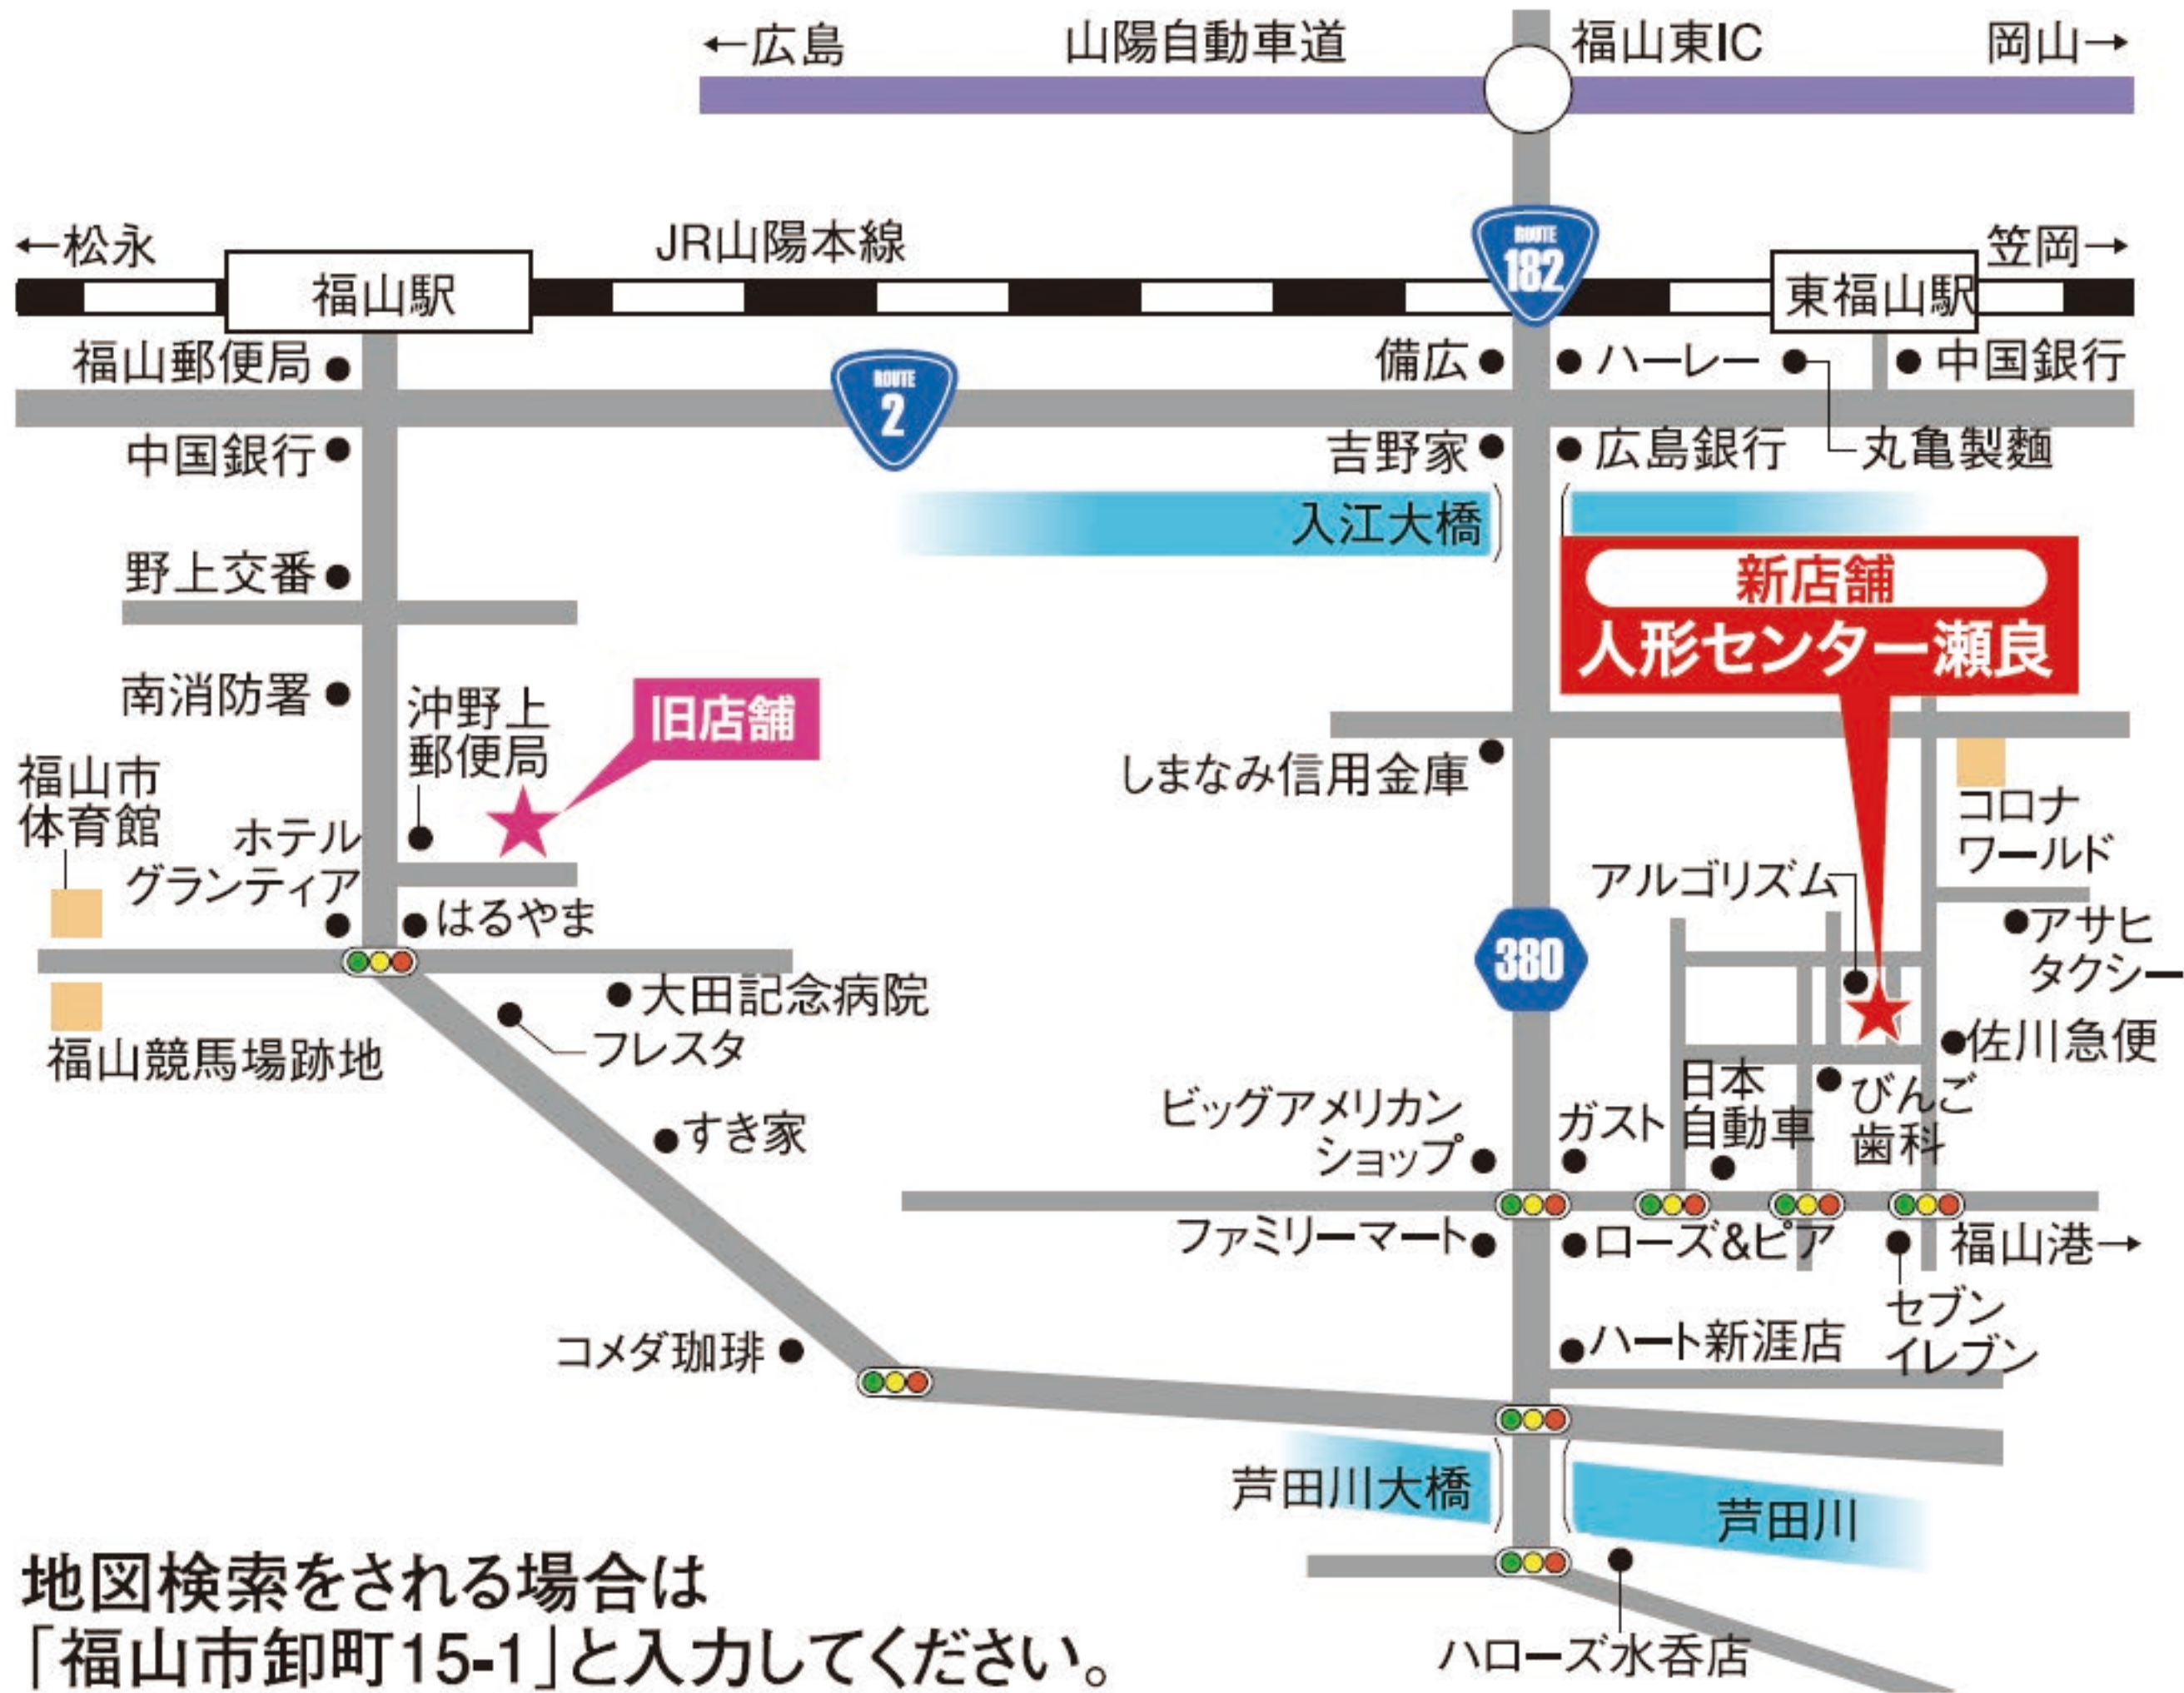 ←広島
山陽自動車道
福山東IC
岡山→
←松永
JR山陽本線
ROUTE
182
笠岡→
福山駅
東福山駅
福山郵便局
ROUTE
2
備広
ハーレー
中国銀行
中国銀行
吉野家
広島銀行
丸亀製麵
入江大橋
野上交番
新店舗
人形センター瀬良
南消防署
沖野上
郵便局
旧店舗
しまなみ信用金庫
福山市
体育館
ホテル
グランティア
はるやま
コロナ
ワールド
アルゴリズム
アサヒ
タクシー
380
大田記念病院
フレスタ
福山競馬場跡地
佐川急便
日本
自動車
びんご
歯科
すき家
ビッグアメリカン
ショップ
ガスト
ファミリーマート
ローズ&ピア
福山港→
セブン
イレブン
コメダ珈琲
ハート新涯店
芦田川大橋
芦田川
ハローズ水呑店
地図検索をされる場合は
「福山市卸町15-1」と入力してください。